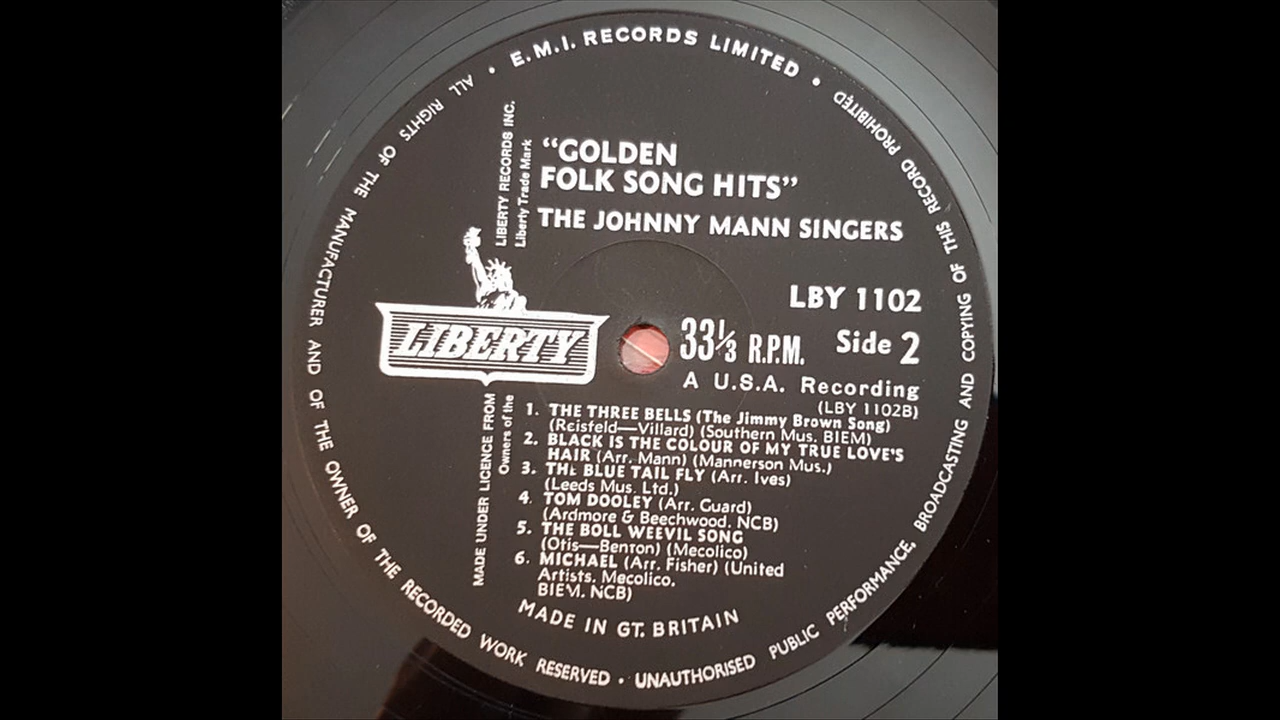 E.M.I. RECORDS LIMITED • ALL RIGHTS OF THE MANUFACTURER AND OF THE OWNER OF THE RECORDED WORK RESERVED • UNAUTHORISED PUBLIC PERFORMANCE, BROADCASTING AND COPYING OF THIS RECORD PROHIBITED •
LIBERTY RECORDS INC.
Liberty Trade Mark
"GOLDEN
FOLK SONG HITS"
THE JOHNNY MANN SINGERS
LBY 1102
LIBERTY
33⅓ R.P.M.
Side 2
A U.S.A. Recording
(LBY 1102B)
MADE UNDER LICENCE FROM
Owners of the
1. THE THREE BELLS (The Jimmy Brown Song)
(Reisfeld—Villard) (Southern Mus. BIEM)
2. BLACK IS THE COLOUR OF MY TRUE LOVE'S
HAIR (Arr. Mann) (Mannerson Mus.)
3. THE BLUE TAIL FLY (Arr. Ives)
(Leeds Mus. Ltd.)
4. TOM DOOLEY (Arr. Guard)
(Ardmore & Beechwood. NCB)
5. THE BOLL WEEVIL SONG
(Otis—Benton) (Mecolico)
6. MICHAEL (Arr. Fisher) (United
Artists. Mecolico.
BIEM. NCB)
MADE IN GT. BRITAIN